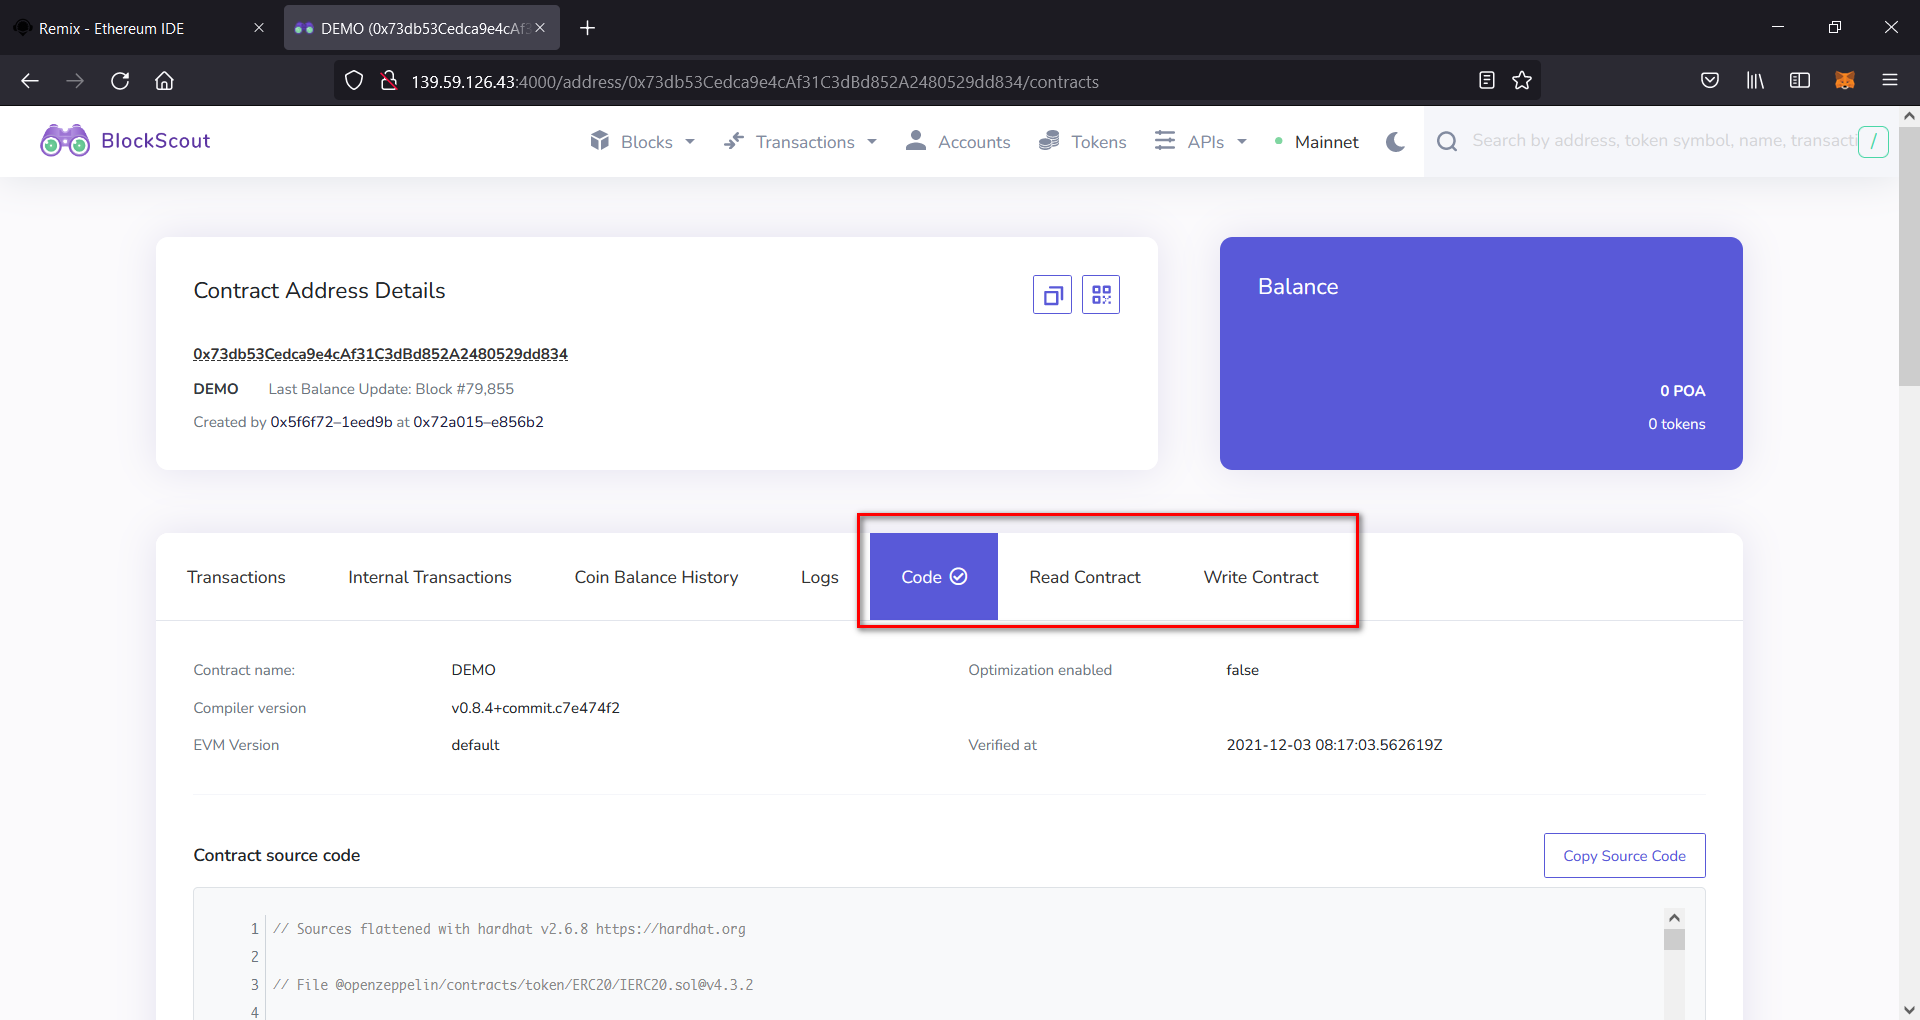 Remix - Ethereum IDE
DEMO (0x73db53Cedca9e4cAf3
139.59.126.43:4000/address/0x73db53Cedca9e4cAf31C3dBd852A2480529dd834/contracts
BlockScout
Blocks
Transactions
Accounts
Tokens
APIs
Mainnet
Search by address, token symbol, name, transacti
/
Contract Address Details
0x73db53Cedca9e4cAf31C3dBd852A2480529dd834
DEMO Last Balance Update: Block #79,855
Created by 0x5f6f72–1eed9b at 0x72a015–e856b2
Balance
0 POA
0 tokens
Transactions
Internal Transactions
Coin Balance History
Logs
Code
Read Contract
Write Contract
Contract name: DEMO
Optimization enabled false
Compiler version v0.8.4+commit.c7e474f2
EVM Version default
Verified at 2021-12-03 08:17:03.562619Z
Contract source code
Copy Source Code
1 // Sources flattened with hardhat v2.6.8 https://hardhat.org
2
3 // File @openzeppelin/contracts/token/ERC20/IERC20.sol@v4.3.2
4